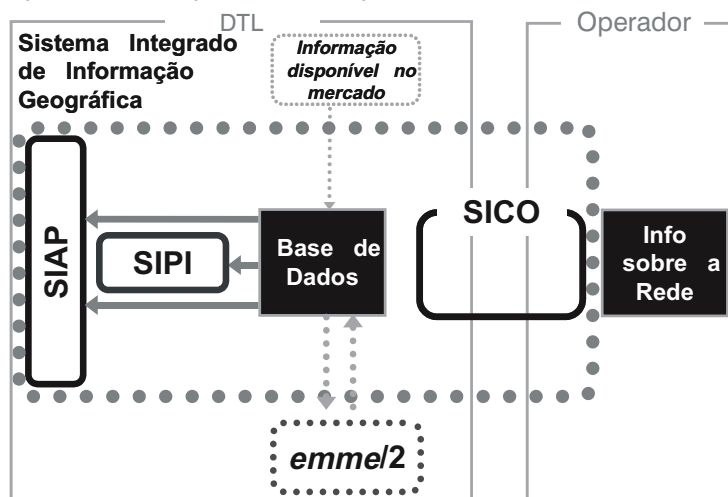 DTL
Operador
Sistema Integrado
de Informação
Geográfica
Informação
disponível no
mercado
SIAP
SIPI
Base de
Dados
SICO
Info
sobre a
Rede
emme/2